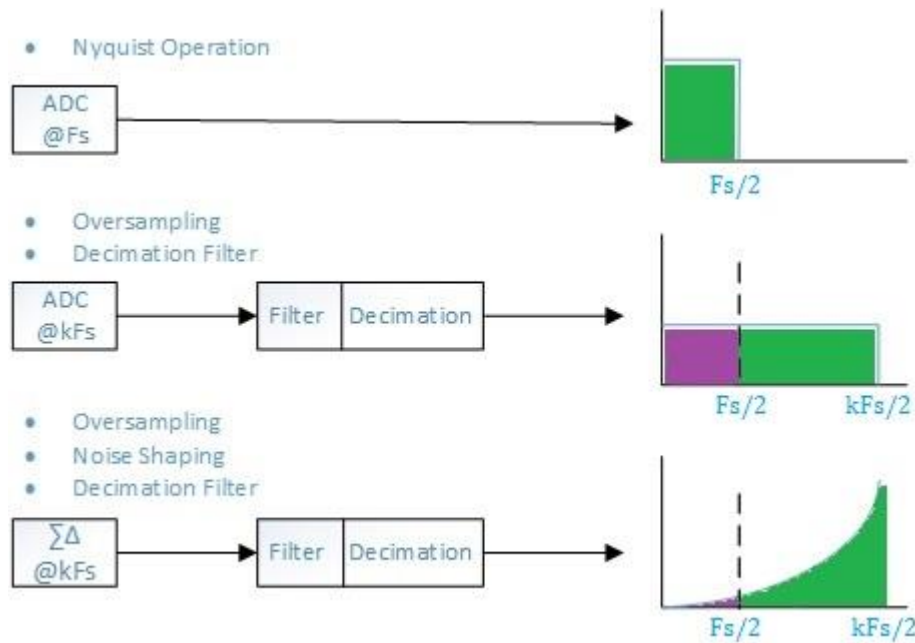 • Nyquist Operation
ADC
@Fs
Fs/2
• Oversampling
• Decimation Filter
ADC
@kFs
Filter
Decimation
Fs/2
kFs/2
• Oversampling
• Noise Shaping
• Decimation Filter
∑Δ
@kFs
Filter
Decimation
Fs/2
kFs/2